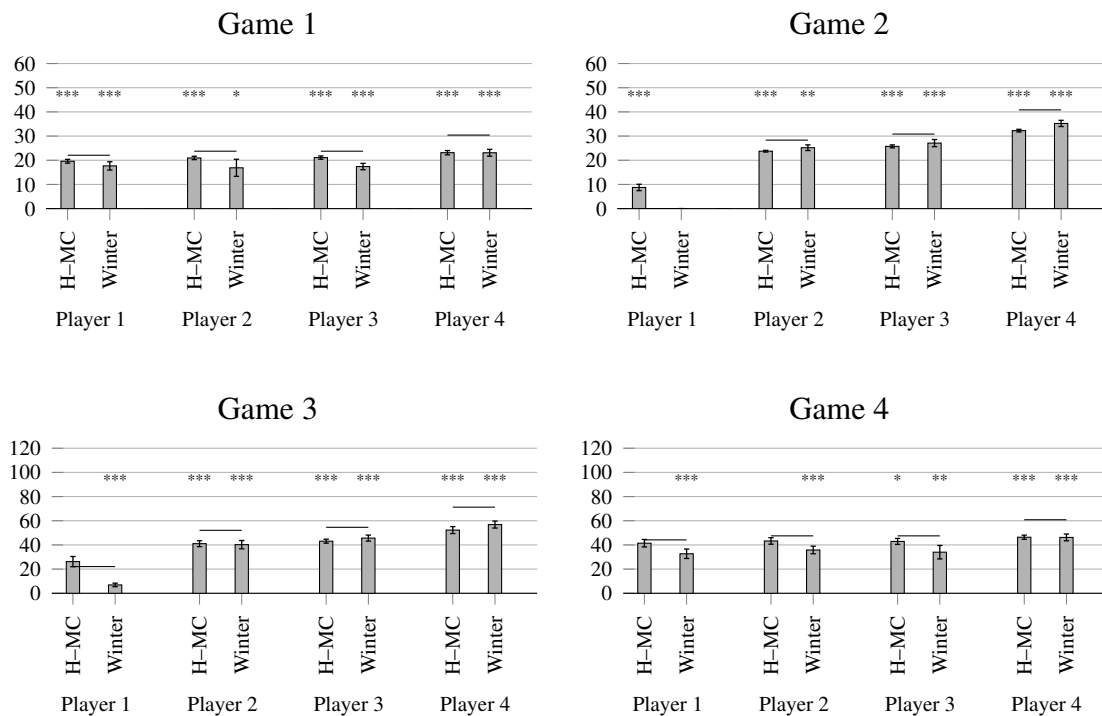 Game 1
60
50
40
30
20
10
0
*** *** *** * *** *** *** ***
H−MC Winter H−MC Winter H−MC Winter H−MC Winter
Player 1 Player 2 Player 3 Player 4
Game 2
60
50
40
30
20
10
0
*** *** ** *** *** *** ***
H−MC Winter H−MC Winter H−MC Winter H−MC Winter
Player 1 Player 2 Player 3 Player 4
Game 3
120
100
80
60
40
20
0
*** *** *** *** *** *** ***
H−MC Winter H−MC Winter H−MC Winter H−MC Winter
Player 1 Player 2 Player 3 Player 4
Game 4
120
100
80
60
40
20
0
*** *** * ** *** ***
H−MC Winter H−MC Winter H−MC Winter H−MC Winter
Player 1 Player 2 Player 3 Player 4